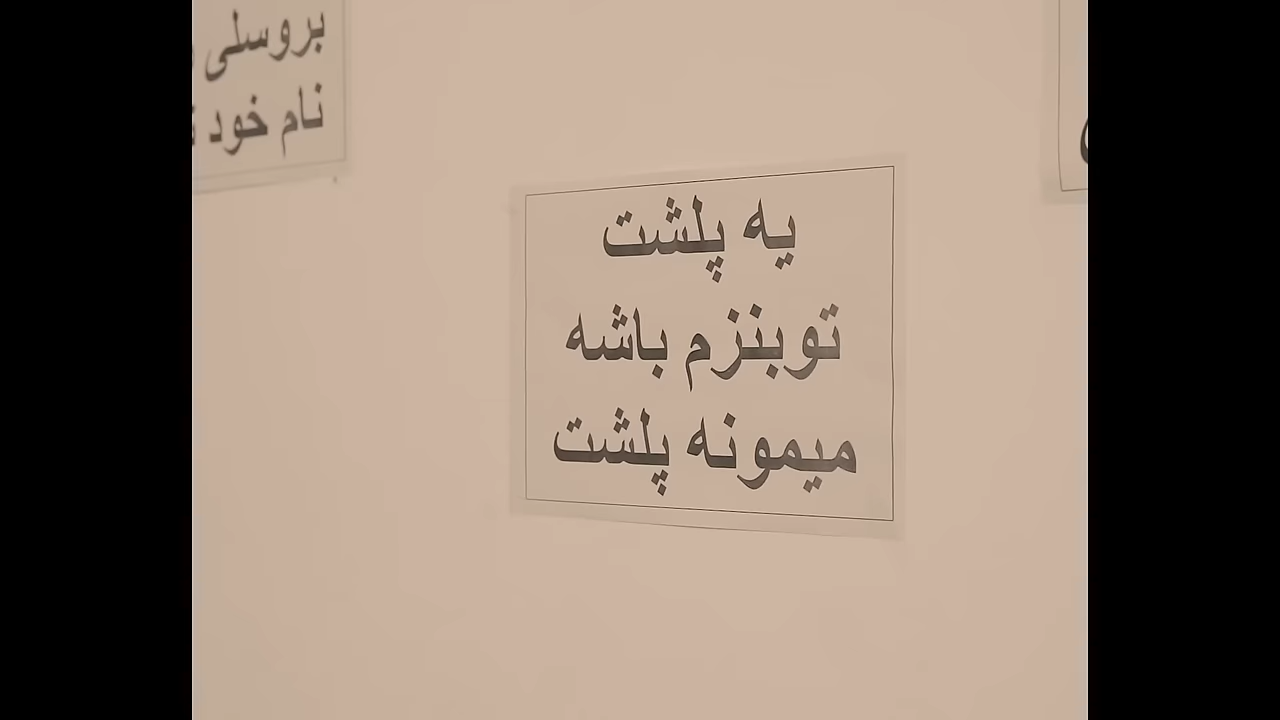 بروسلی
نام خود
یه پلشت
توبنزم باشه
میمونه پلشت